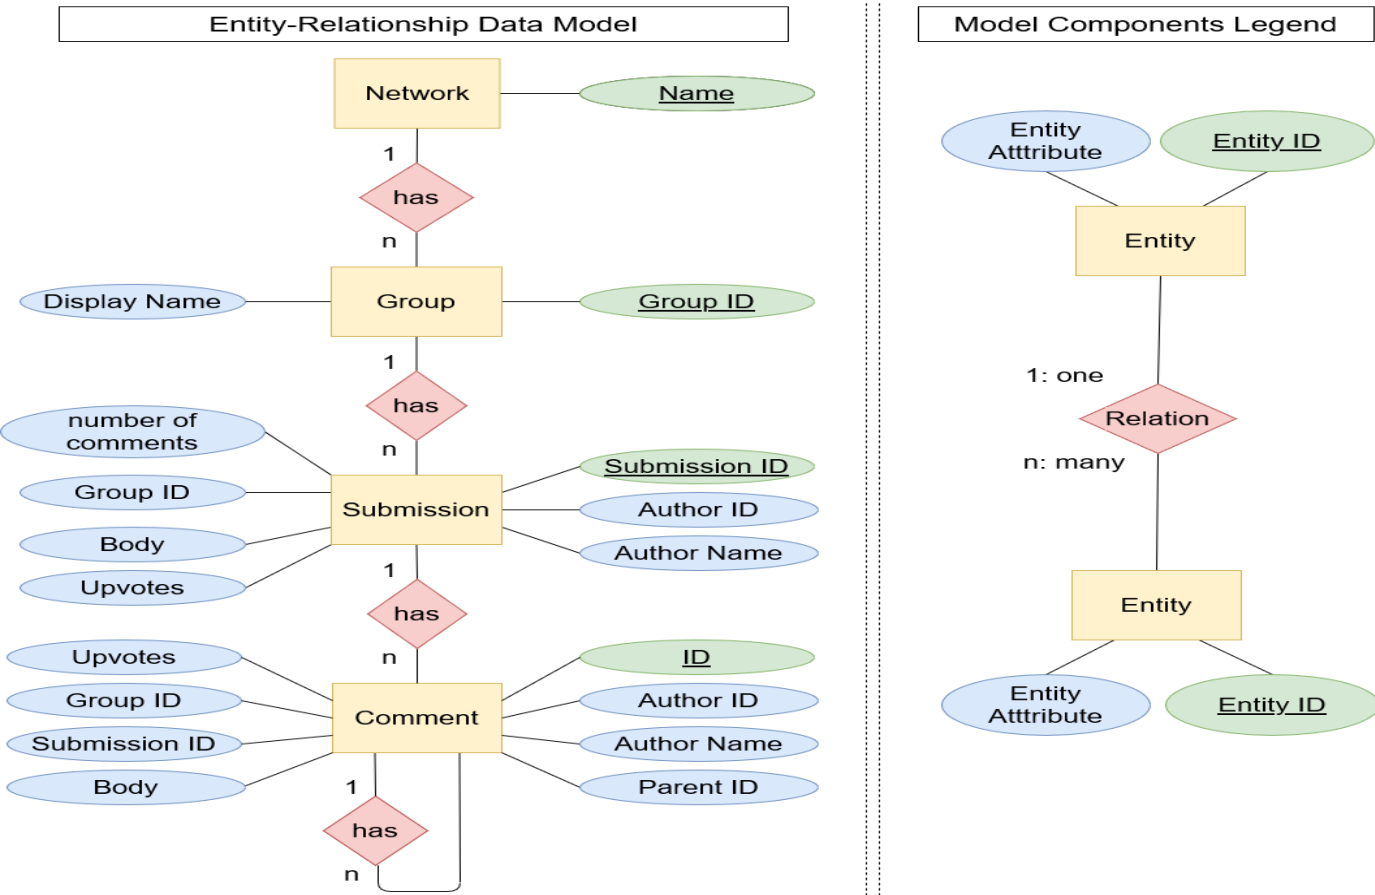 Entity-Relationship Data Model
Network
Name
1
has
n
Display Name
Group
Group ID
1
has
n
number of
comments
Group ID
Body
Upvotes
Submission
Submission ID
Author ID
Author Name
1
has
n
Upvotes
Group ID
Submission ID
Body
Comment
ID
Author ID
Author Name
Parent ID
1
has
n
Model Components Legend
Entity
Atttribute
Entity ID
Entity
1: one
Relation
n: many
Entity
Entity
Atttribute
Entity ID